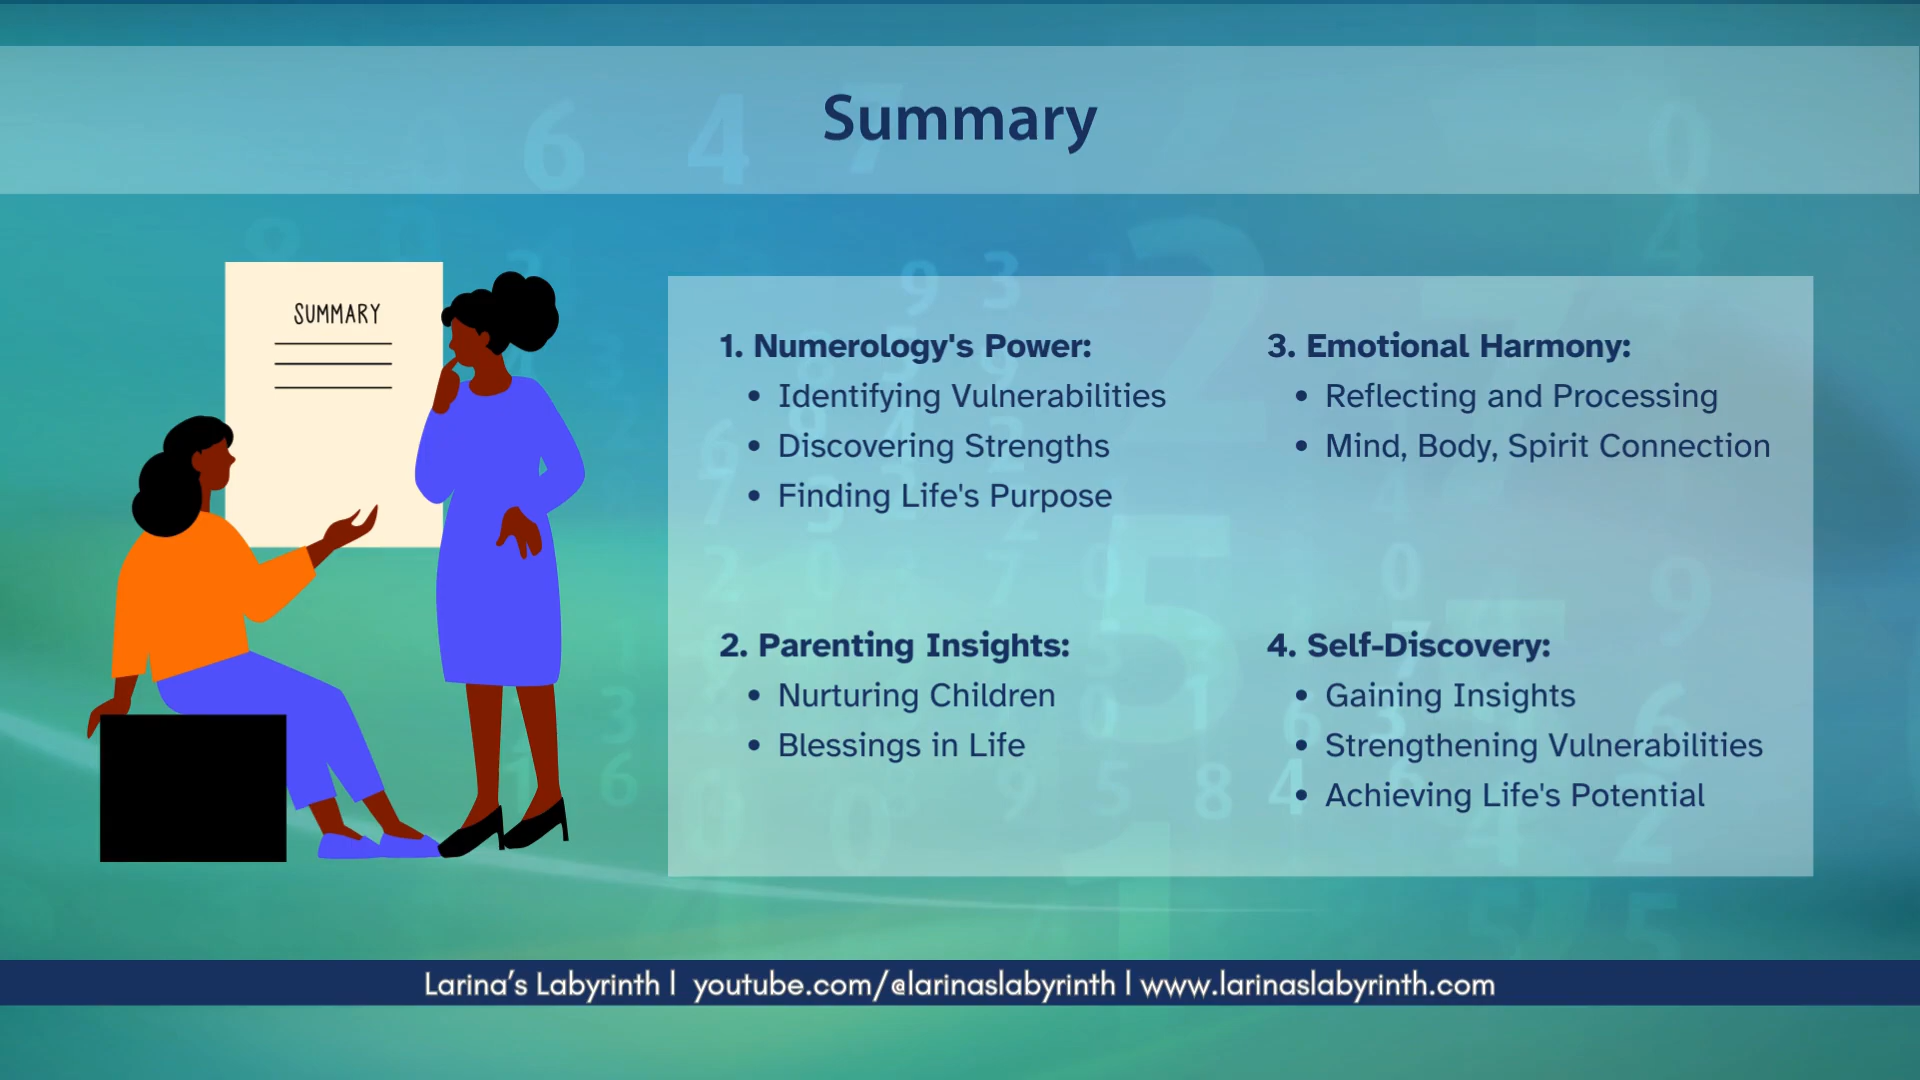 Summary
SUMMARY
1. Numerology's Power:
• Identifying Vulnerabilities
• Discovering Strengths
• Finding Life's Purpose
2. Parenting Insights:
• Nurturing Children
• Blessings in Life
3. Emotional Harmony:
• Reflecting and Processing
• Mind, Body, Spirit Connection
4. Self-Discovery:
• Gaining Insights
• Strengthening Vulnerabilities
• Achieving Life's Potential
Larina’s Labyrinth | youtube.com/@larinaslabyrinth | www.larinaslabyrinth.com